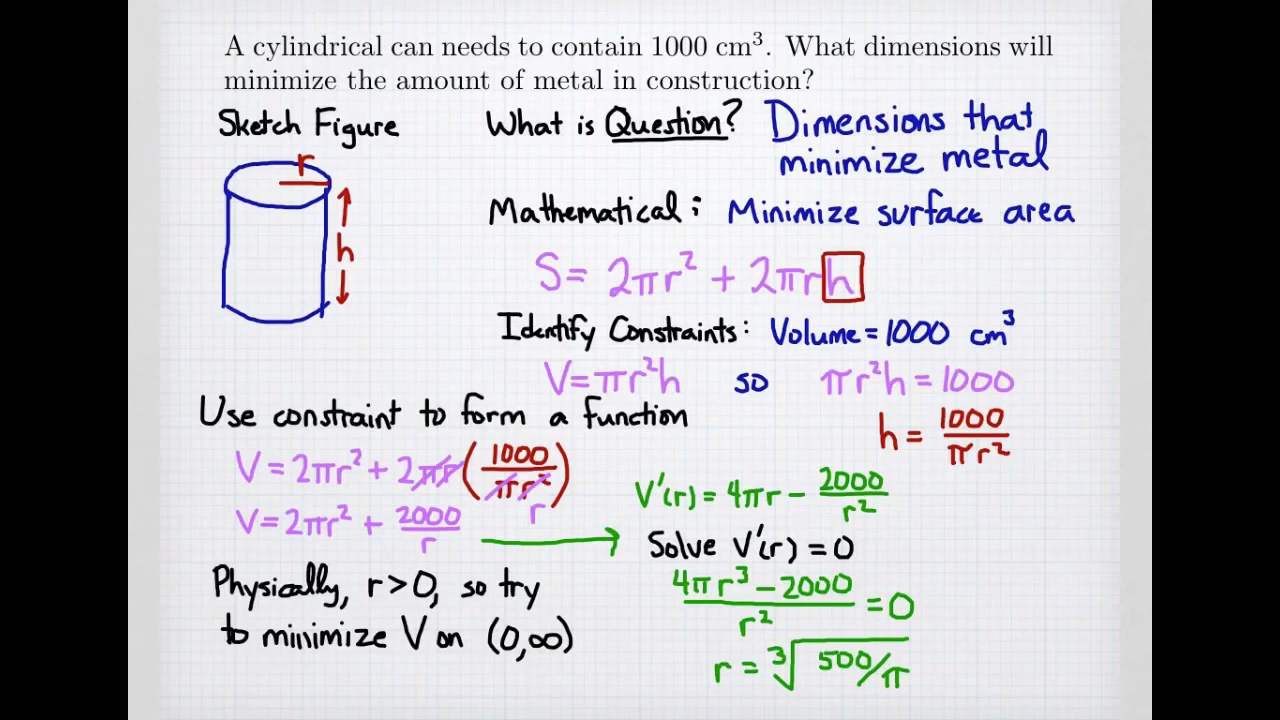 A cylindrical can needs to contain 1000 cm³. What dimensions will
minimize the amount of metal in construction?
Sketch Figure
r
h
What is Question? Dimensions that
minimize metal
Mathematical: Minimize surface area
S = 2πr² + 2πrh
Identify Constraints: Volume = 1000 cm³
V = πr²h so πr²h = 1000
h = 1000/πr²
Use constraint to form a function
V = 2πr² + 2πr (1000/πr²) r
V = 2πr² + 2000/r
Physically, r > 0, so try
to minimize V on (0,∞)
V'(r) = 4πr − 2000/r²
Solve V'(r) = 0
4πr³ − 2000/r² = 0
r = ³√500/π